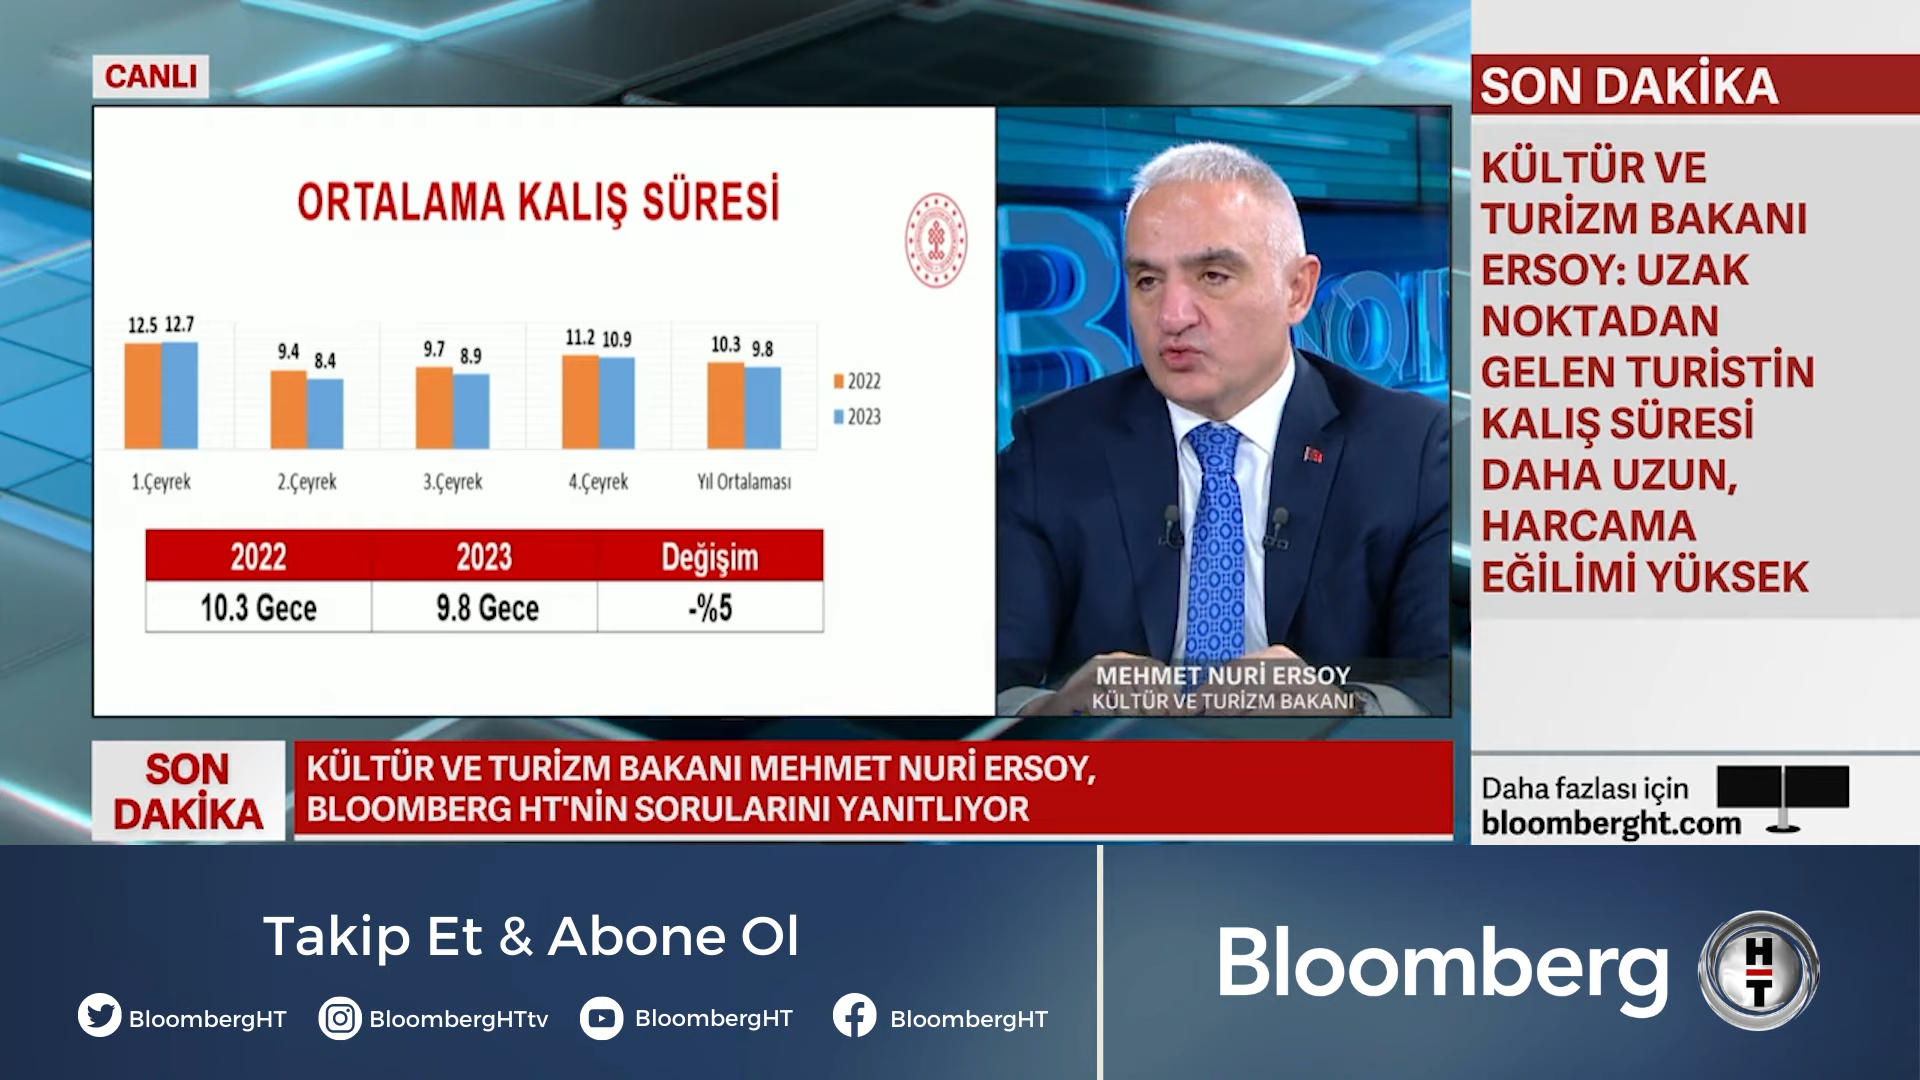 CANLI
ORTALAMA KALIŞ SÜRESİ
12.5 12.7
9.4 8.4
9.7 8.9
11.2 10.9
10.3 9.8
2022
2023
1.Çeyrek
2.Çeyrek
3.Çeyrek
4.Çeyrek
Yıl Ortalaması
2022 2023 Değişim
10.3 Gece 9.8 Gece -%5
MEHMET NURİ ERSOY
KÜLTÜR VE TURİZM BAKANI
SON DAKİKA
KÜLTÜR VE
TURİZM BAKANI
ERSOY: UZAK
NOKTADAN
GELEN TURİSTİN
KALIŞ SÜRESİ
DAHA UZUN,
HARCAMA
EĞİLİMİ YÜKSEK
SON
DAKİKA
KÜLTÜR VE TURİZM BAKANI MEHMET NURİ ERSOY,
BLOOMBERG HT'NİN SORULARINI YANITLIYOR
Daha fazlası için
bloomberght.com
Takip Et & Abone Ol
BloombergHT
BloombergHTtv
BloombergHT
BloombergHT
Bloomberg HT